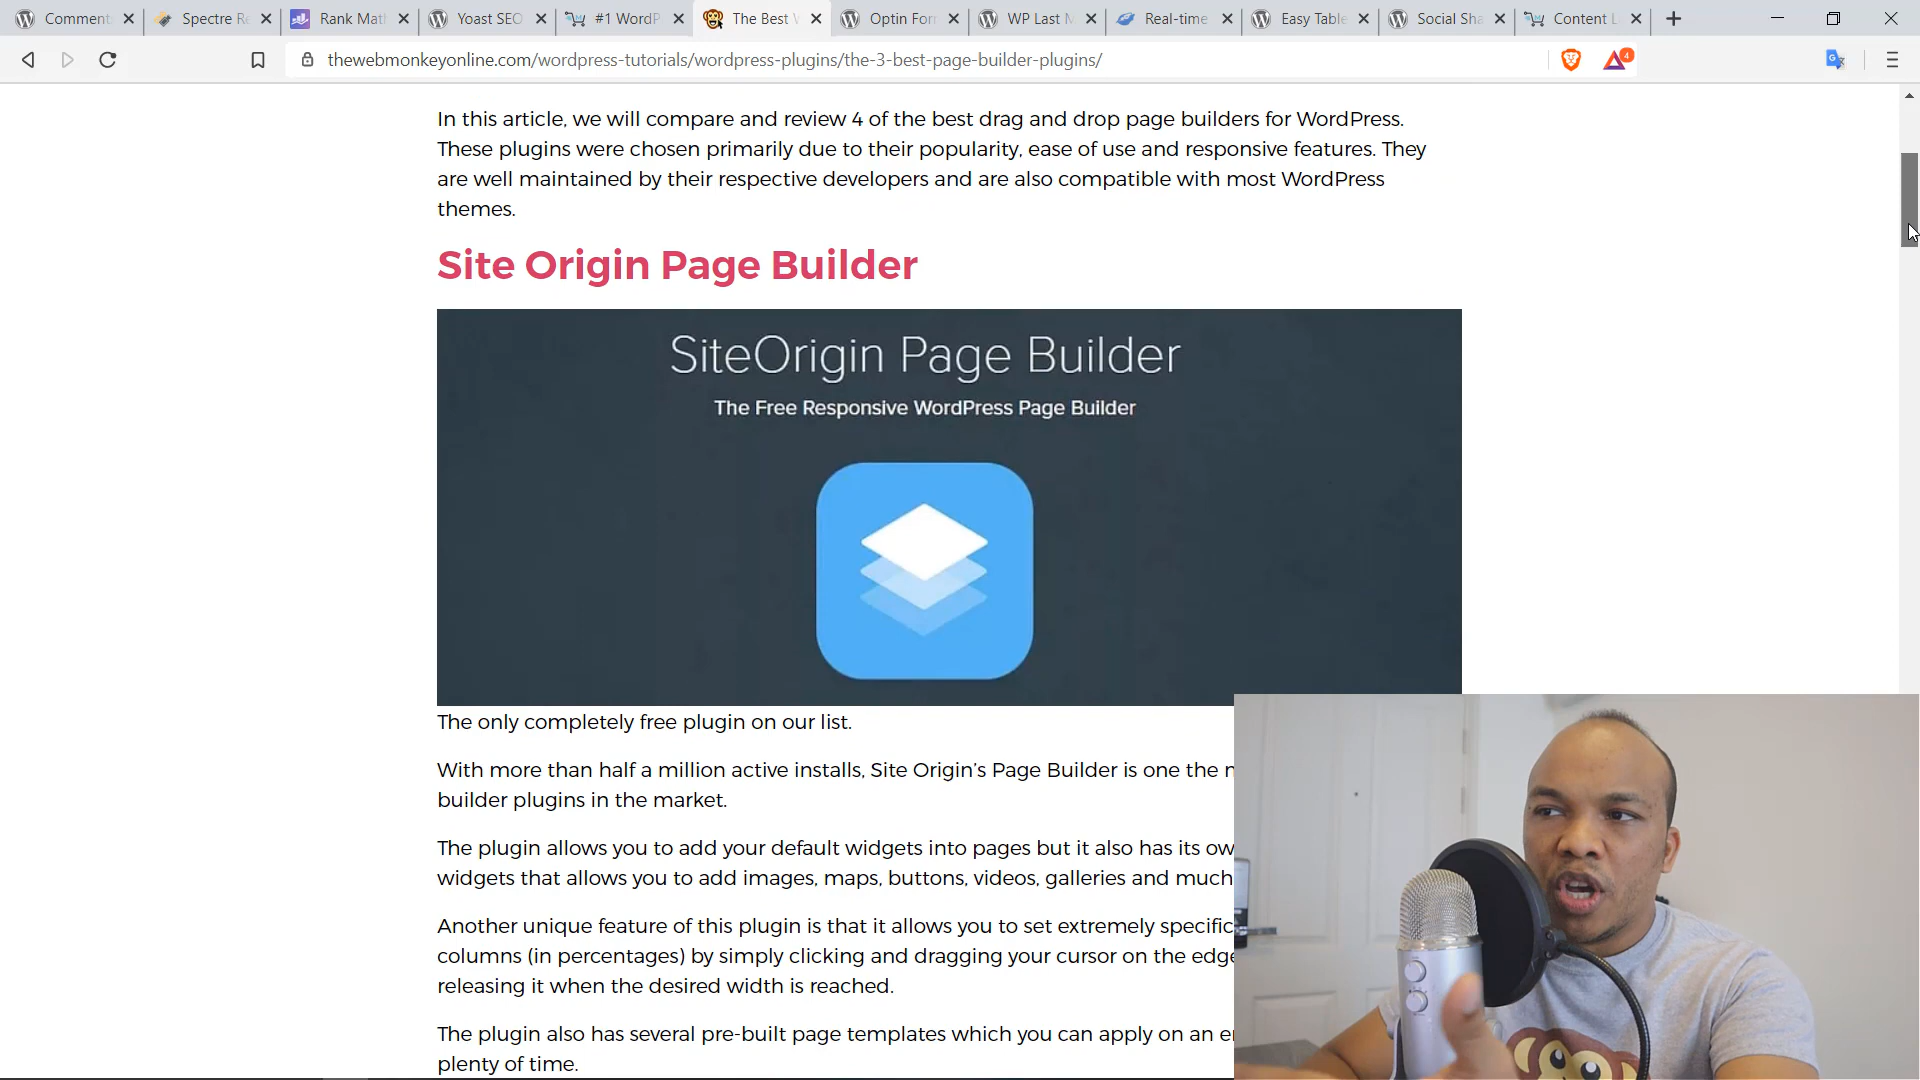 Comment
Spectre R
Rank Mat
Yoast SEO
#1 WordP
The Best
Optin For
WP Last
Real-time
Easy Table
Social Sha
Content L
thewebmonkeyonline.com/wordpress-tutorials/wordpress-plugins/the-3-best-page-builder-plugins/
4
In this article, we will compare and review 4 of the best drag and drop page builders for WordPress.
These plugins were chosen primarily due to their popularity, ease of use and responsive features. They
are well maintained by their respective developers and are also compatible with most WordPress
themes.
Site Origin Page Builder
SiteOrigin Page Builder
The Free Responsive WordPress Page Builder
The only completely free plugin on our list.
With more than half a million active installs, Site Origin’s Page Builder is one the
builder plugins in the market.
The plugin allows you to add your default widgets into pages but it also has its ow
widgets that allows you to add images, maps, buttons, videos, galleries and much
Another unique feature of this plugin is that it allows you to set extremely specific
columns (in percentages) by simply clicking and dragging your cursor on the edge
releasing it when the desired width is reached.
The plugin also has several pre-built page templates which you can apply on an
plenty of time.